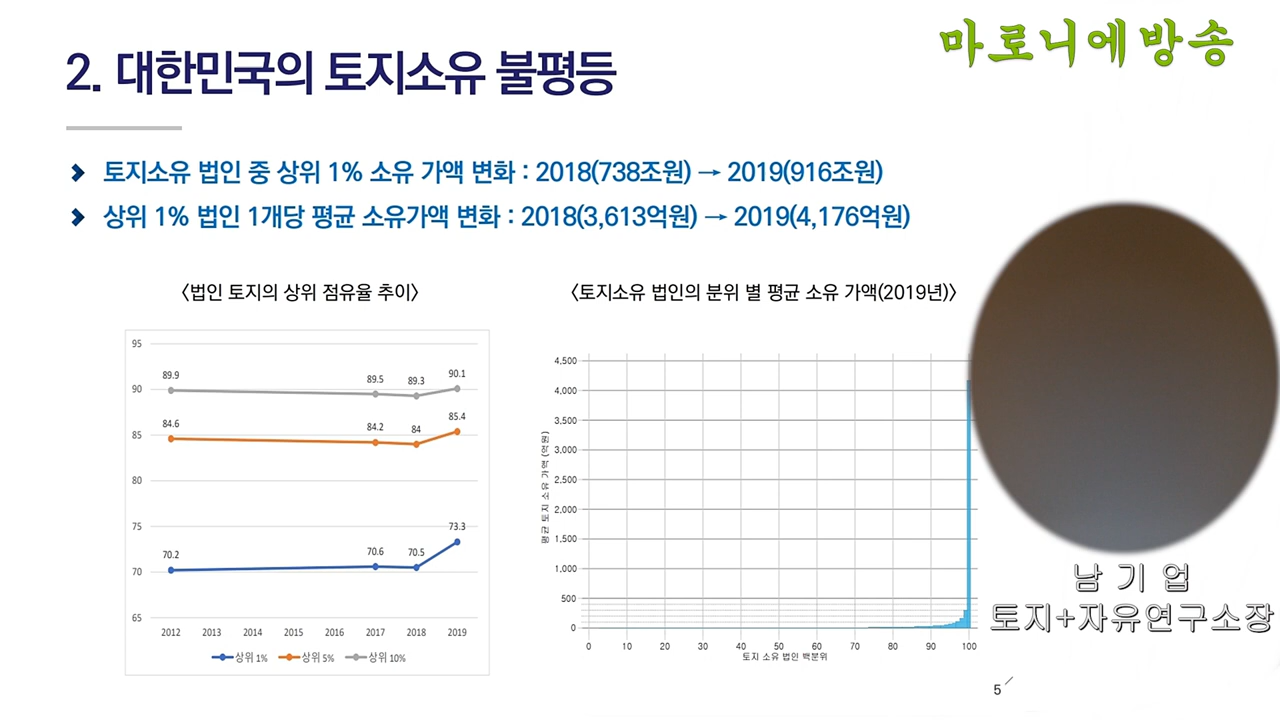 마로니에방송
2. 대한민국의 토지소유 불평등
토지소유 법인 중 상위 1% 소유 가액 변화 : 2018(738조원) → 2019(916조원)
상위 1% 법인 1개당 평균 소유가액 변화 : 2018(3,613억원) → 2019(4,176억원)
〈법인 토지의 상위 점유율 추이〉
95
90
85
80
75
70
65
89.9
89.5
89.3
90.1
84.6
84.2
84
85.4
70.2
70.6
70.5
73.3
2012 2013 2014 2015 2016 2017 2018 2019
상위 1% 상위 5% 상위 10%
〈토지소유 법인의 분위 별 평균 소유 가액(2019년)〉
평균 토지 소유 가액 (억원)
4,500
4,000
3,500
3,000
2,500
2,000
1,500
1,000
500
0
0 10 20 30 40 50 60 70 80 90 100
토지 소유 법인 백분위
남 기 업
토지+자유연구소장
5